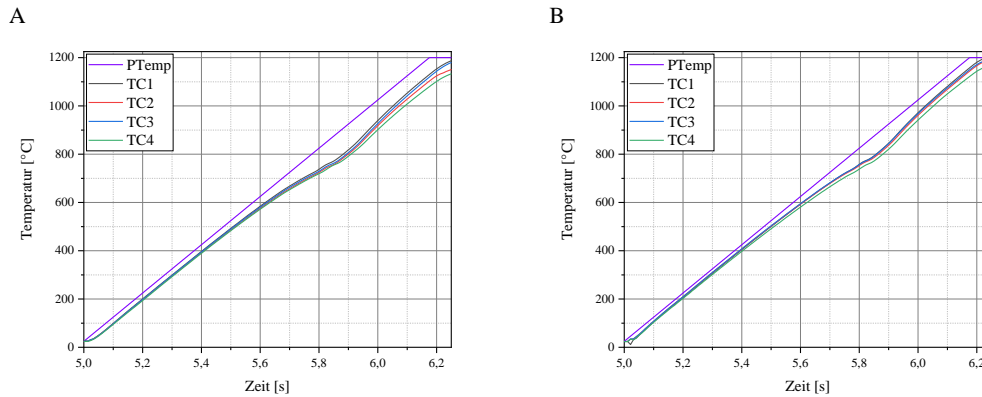 A
Temperatur [°C]
1200
1000
800
600
400
200
0
PTemp
TC1
TC2
TC3
TC4
5,0
5,2
5,4
5,6
5,8
6,0
6,2
Zeit [s]
B
Temperatur [°C]
1200
1000
800
600
400
200
0
PTemp
TC1
TC2
TC3
TC4
5,0
5,2
5,4
5,6
5,8
6,0
6,2
Zeit [s]